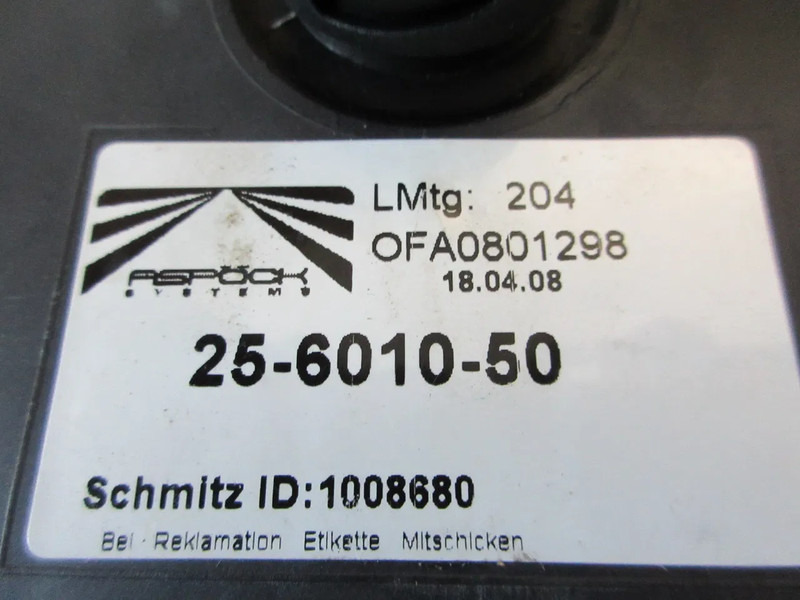 LMtg: 204
OFA0801298
18.04.08
ASPÖCK
SYSTEMS
25-6010-50
Schmitz ID:1008680
Bei Reklamation Etikette Mitschicken